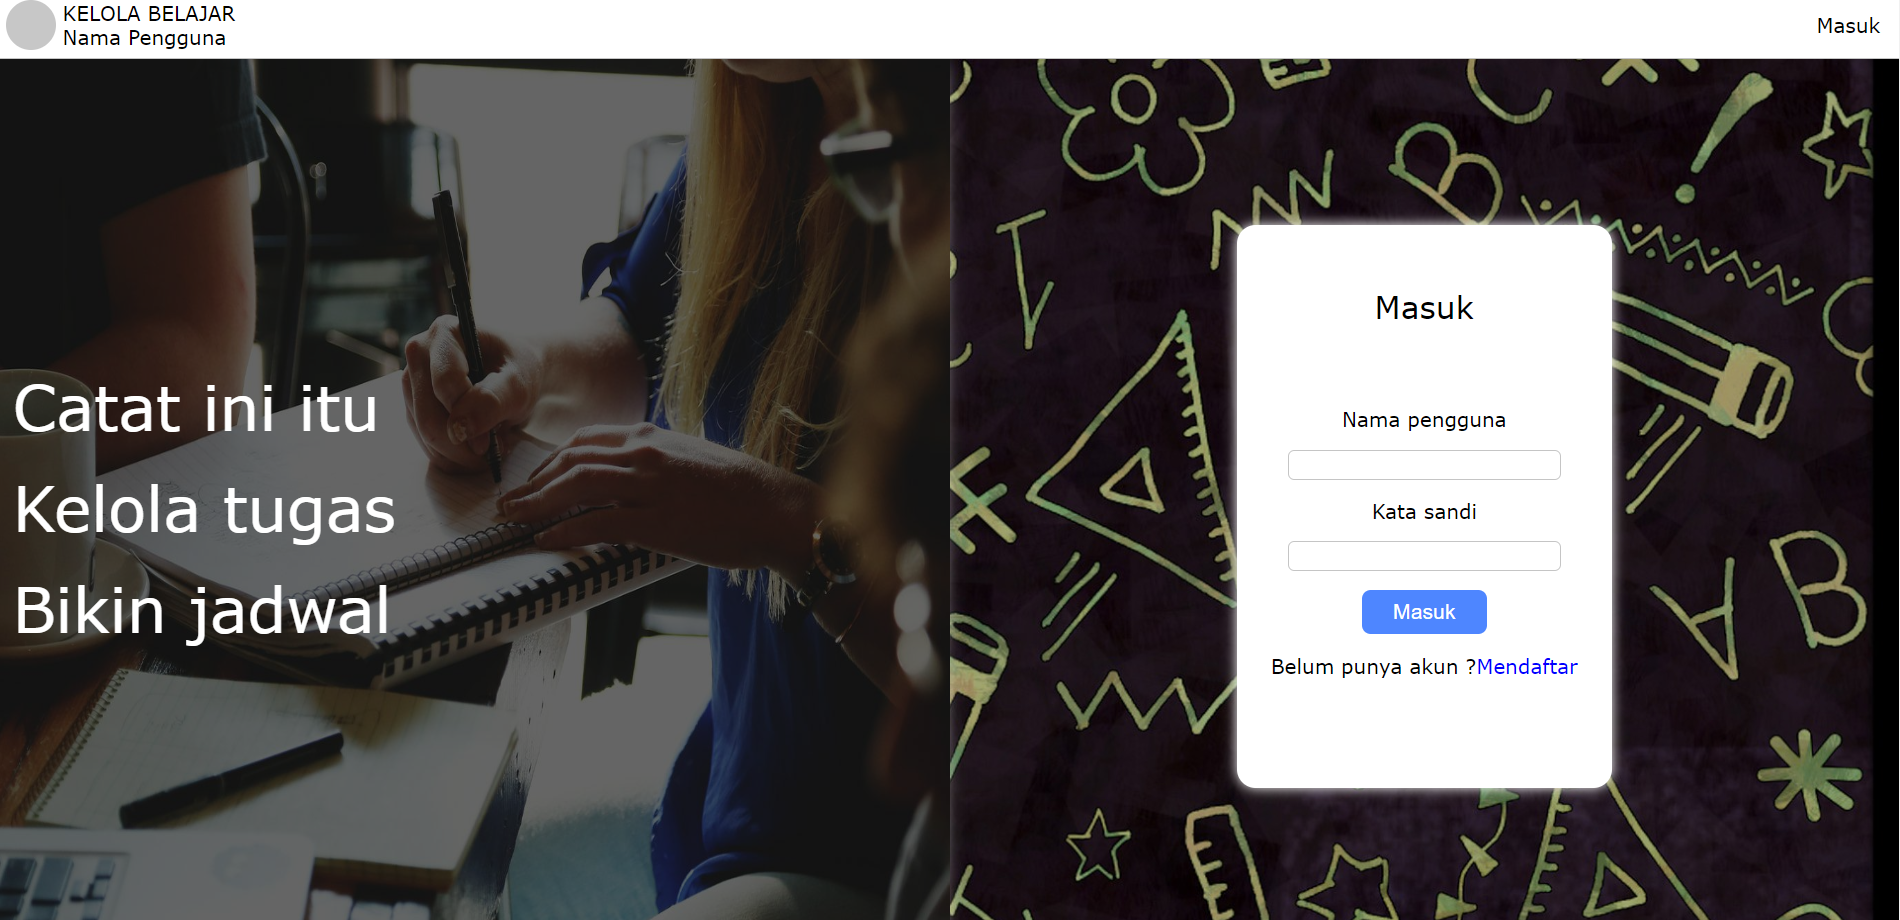 KELOLA BELAJAR
Nama Pengguna
Masuk
Catat ini itu
Kelola tugas
Bikin jadwal
Masuk
Nama pengguna
Kata sandi
Masuk
Belum punya akun ?Mendaftar